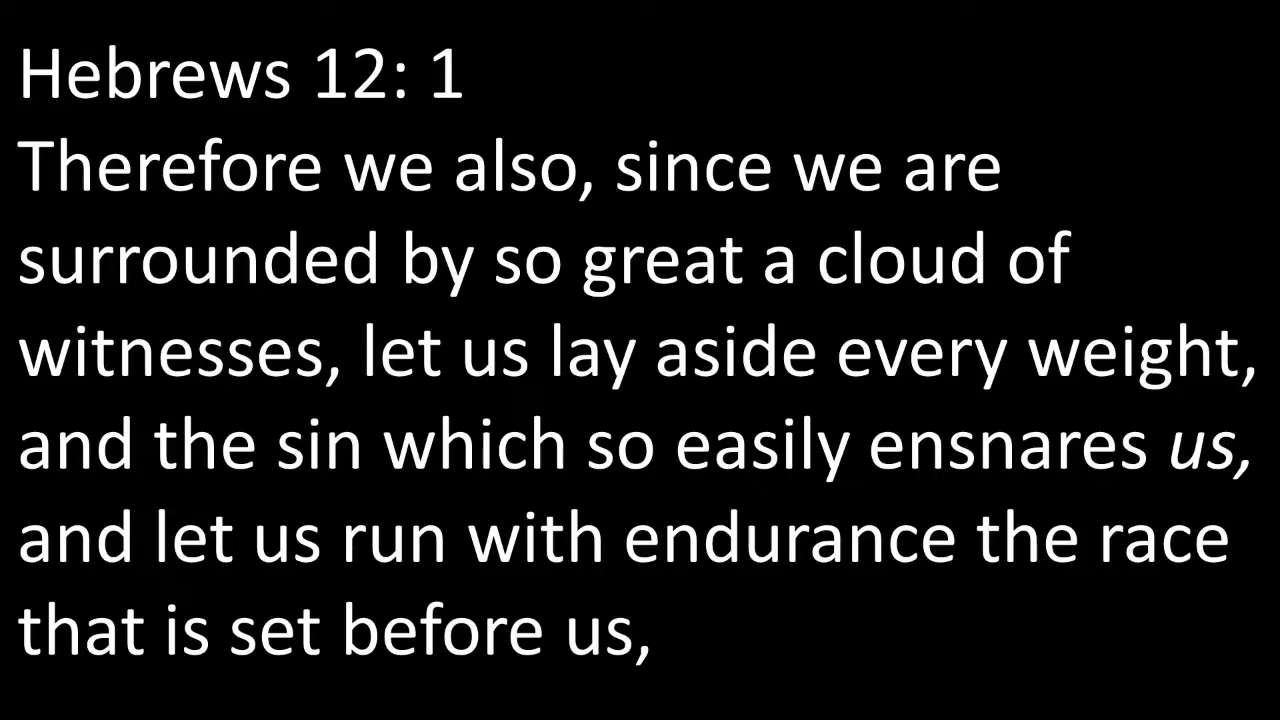 Hebrews 12: 1
Therefore we also, since we are
surrounded by so great a cloud of
witnesses, let us lay aside every weight,
and the sin which so easily ensnares us,
and let us run with endurance the race
that is set before us,